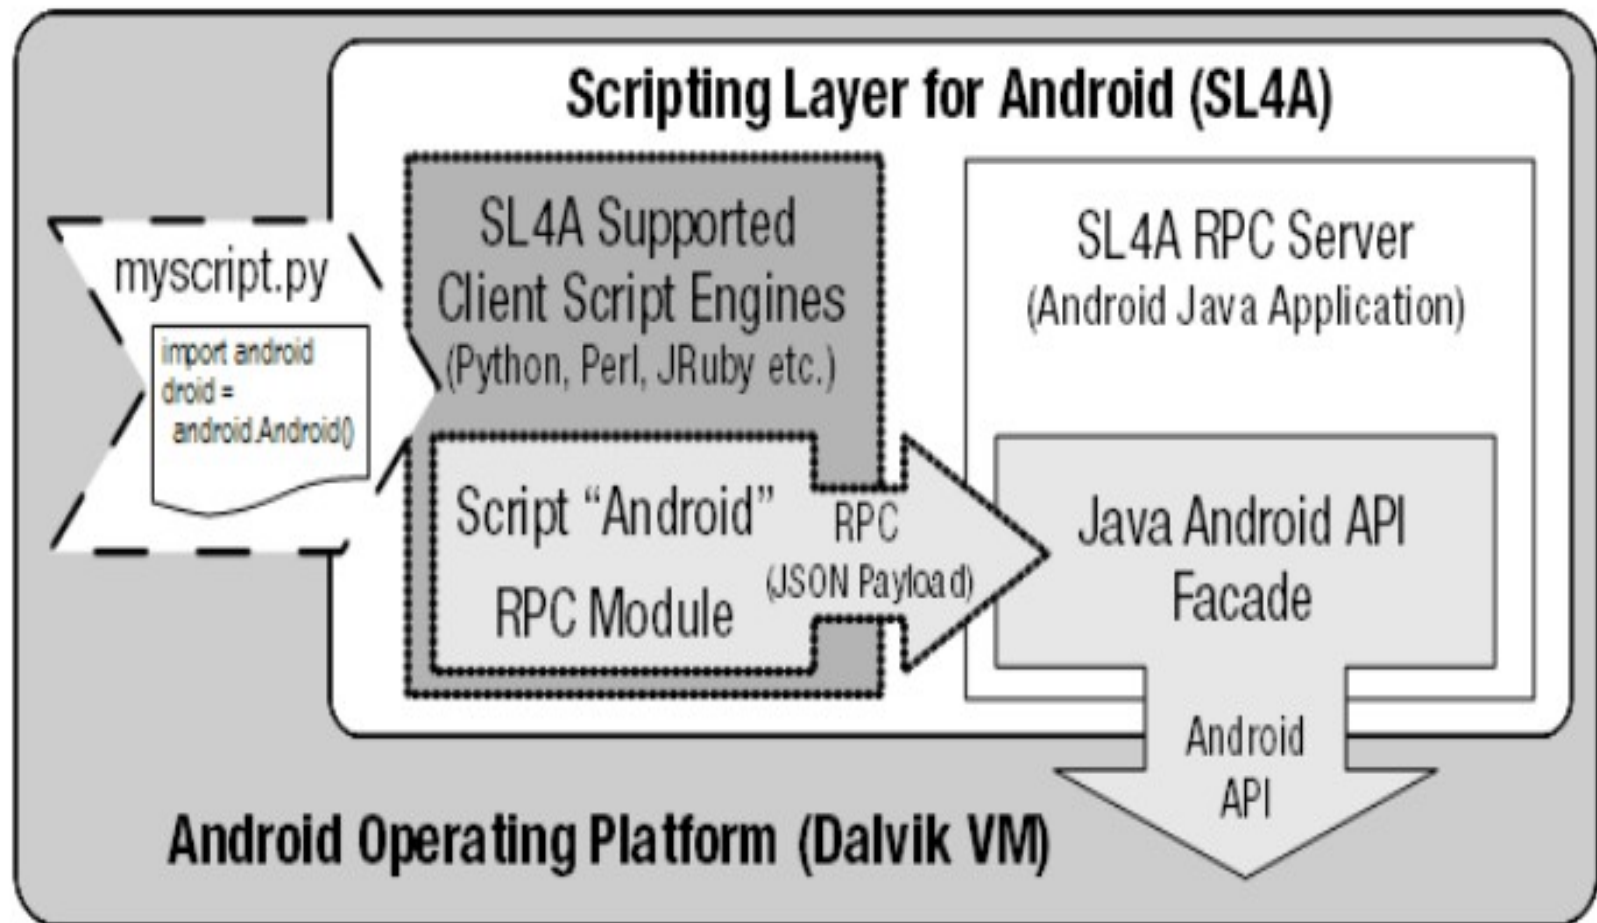 Scripting Layer for Android (SL4A)
myscript.py
import android
droid =
android.Android()
SL4A Supported
Client Script Engines
(Python, Perl, JRuby etc.)
Script “Android”
RPC Module
RPC
(JSON Payload)
SL4A RPC Server
(Android Java Application)
Java Android API
Facade
Android
API
Android Operating Platform (Dalvik VM)